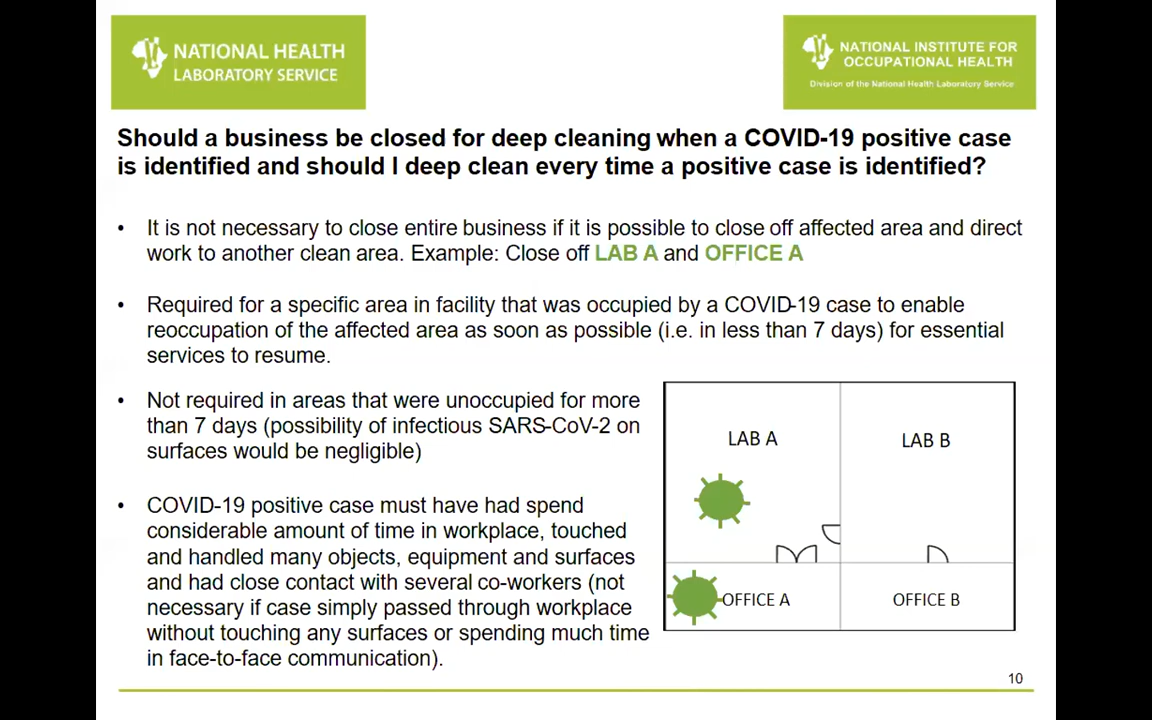 NATIONAL HEALTH
LABORATORY SERVICE
NATIONAL INSTITUTE FOR
OCCUPATIONAL HEALTH
Division of the National Health Laboratory Service
Should a business be closed for deep cleaning when a COVID-19 positive case
is identified and should I deep clean every time a positive case is identified?
• It is not necessary to close entire business if it is possible to close off affected area and direct
work to another clean area. Example: Close off LAB A and OFFICE A
• Required for a specific area in facility that was occupied by a COVID-19 case to enable
reoccupation of the affected area as soon as possible (i.e. in less than 7 days) for essential
services to resume.
• Not required in areas that were unoccupied for more
than 7 days (possibility of infectious SARS-CoV-2 on
surfaces would be negligible)
• COVID-19 positive case must have had spend
considerable amount of time in workplace, touched
and handled many objects, equipment and surfaces
and had close contact with several co-workers (not
necessary if case simply passed through workplace
without touching any surfaces or spending much time
in face-to-face communication).
LAB A
LAB B
OFFICE A
OFFICE B
10